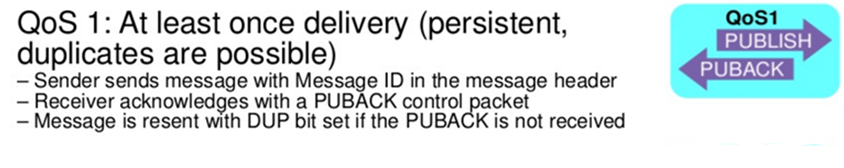 QoS 1: At least once delivery (persistent,
duplicates are possible)
– Sender sends message with Message ID in the message header
– Receiver acknowledges with a PUBACK control packet
– Message is resent with DUP bit set if the PUBACK is not received
QoS1
PUBLISH
PUBACK